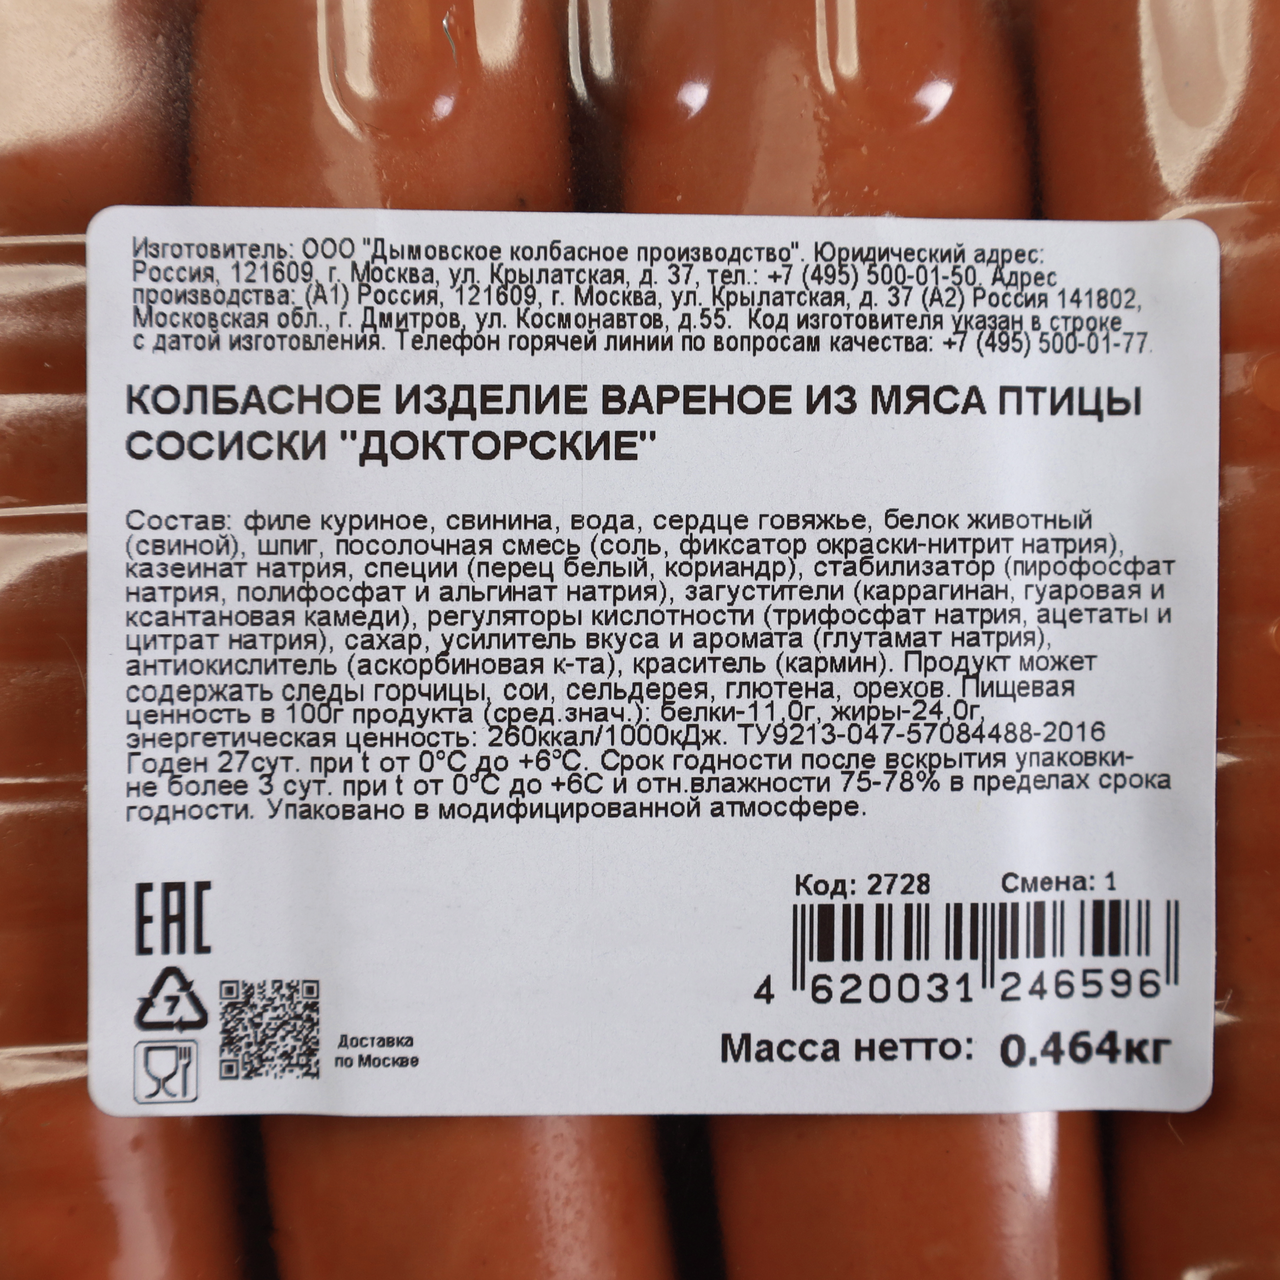 Изготовитель: ООО "Дымовское колбасное производство". Юридический адрес:
Россия, 121609, г. Москва, ул. Крылатская, д. 37, тел.: +7 (495) 500-01-50. Адрес
производства: (А1) Россия, 121609, г. Москва, ул. Крылатская, д. 37 (А2) Россия 141802,
Московская обл., г. Дмитров, ул. Космонавтов, д.55. Код изготовителя указан в строке
с датой изготовления. Телефон горячей линии по вопросам качества: +7 (495) 500-01-77.
КОЛБАСНОЕ ИЗДЕЛИЕ ВАРЕНОЕ ИЗ МЯСА ПТИЦЫ
СОСИСКИ "ДОКТОРСКИЕ"
Состав: филе куриное, свинина, вода, сердце говяжье, белок животный
(свиной), шпиг, посолочная смесь (соль, фиксатор окраски-нитрит натрия),
казеинат натрия, специи (перец белый, кориандр), стабилизатор (пирофосфат
натрия, полифосфат и альгинат натрия), загустители (каррагинан, гуаровая и
ксантановая камеди), регуляторы кислотности (трифосфат натрия, ацетаты и
цитрат натрия), сахар, усилитель вкуса и аромата (глутамат натрия),
антиокислитель (аскорбиновая к-та), краситель (кармин). Продукт может
содержать следы горчицы, сои, сельдерея, глютена, орехов. Пищевая
ценность в 100г продукта (сред.знач.): белки-11,0г, жиры-24,0г,
энергетическая ценность: 260ккал/1000кДж. ТУ9213-047-57084488-2016
Годен 27сут. при t от 0°С до +6°С. Срок годности после вскрытия упаковки-
не более 3 сут. при t от 0°С до +6С и отн.влажности 75-78% в пределах срока
годности. Упаковано в модифицированной атмосфере.
Код: 2728 Смена: 1
EAC
4 620031 246596
7
Доставка
по Москве
Масса нетто: 0.464кг